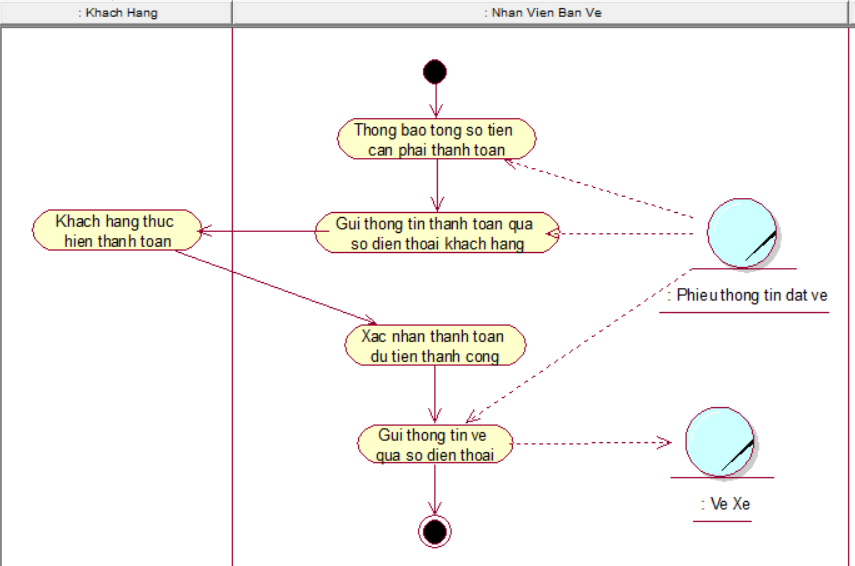 : Khach Hang
: Nhan Vien Ban Ve
Thong bao tong so tien
can phai thanh toan
Khach hang thuc
hien thanh toan
Gui thong tin thanh toan qua
so dien thoai khach hang
: Phieu thong tin dat ve
Xac nhan thanh toan
du tien thanh cong
Gui thong tin ve
qua so dien thoai
: Ve Xe